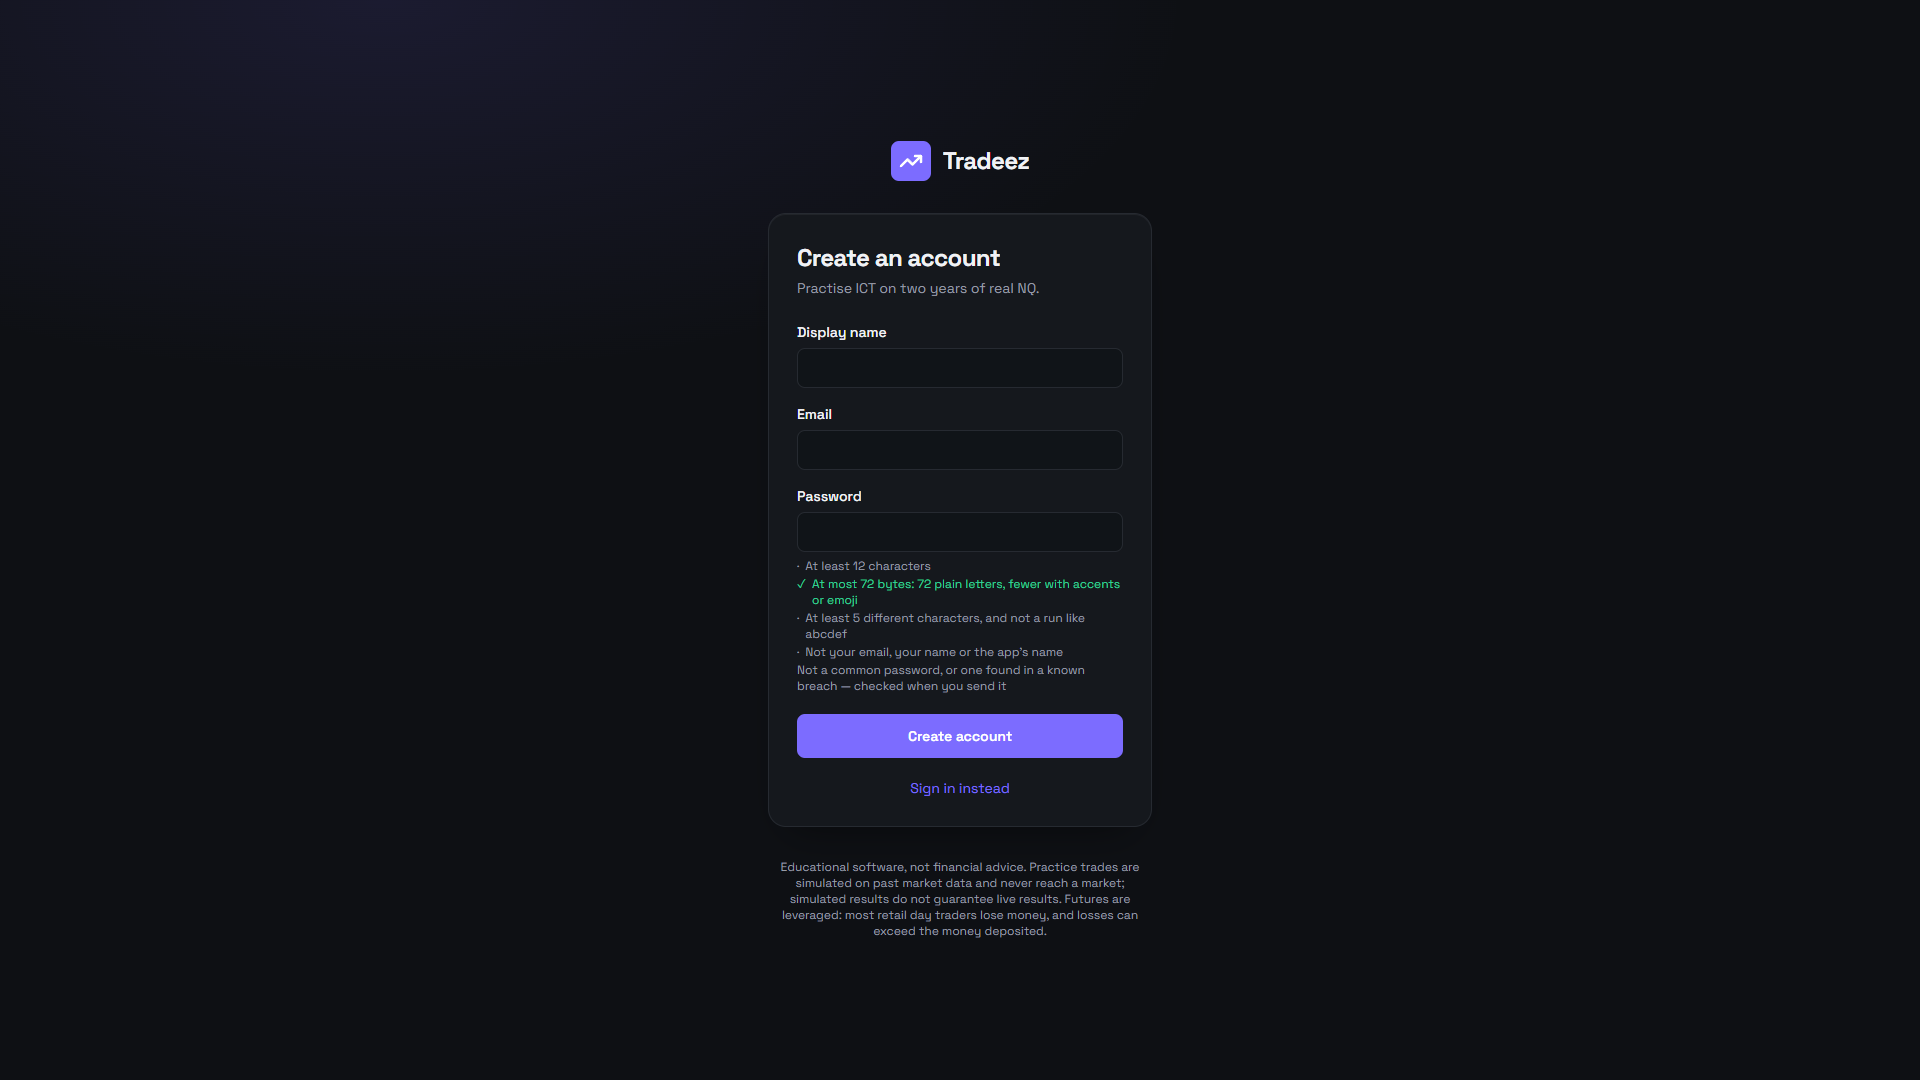 Tradeez
Create an account
Practise ICT on two years of real NQ.
Display name
Email
Password
· At least 12 characters
✓ At most 72 bytes: 72 plain letters, fewer with accents
or emoji
· At least 5 different characters, and not a run like
abcdef
· Not your email, your name or the app's name
Not a common password, or one found in a known
breach — checked when you send it
Create account
Sign in instead
Educational software, not financial advice. Practice trades are
simulated on past market data and never reach a market;
simulated results do not guarantee live results. Futures are
leveraged: most retail day traders lose money, and losses can
exceed the money deposited.